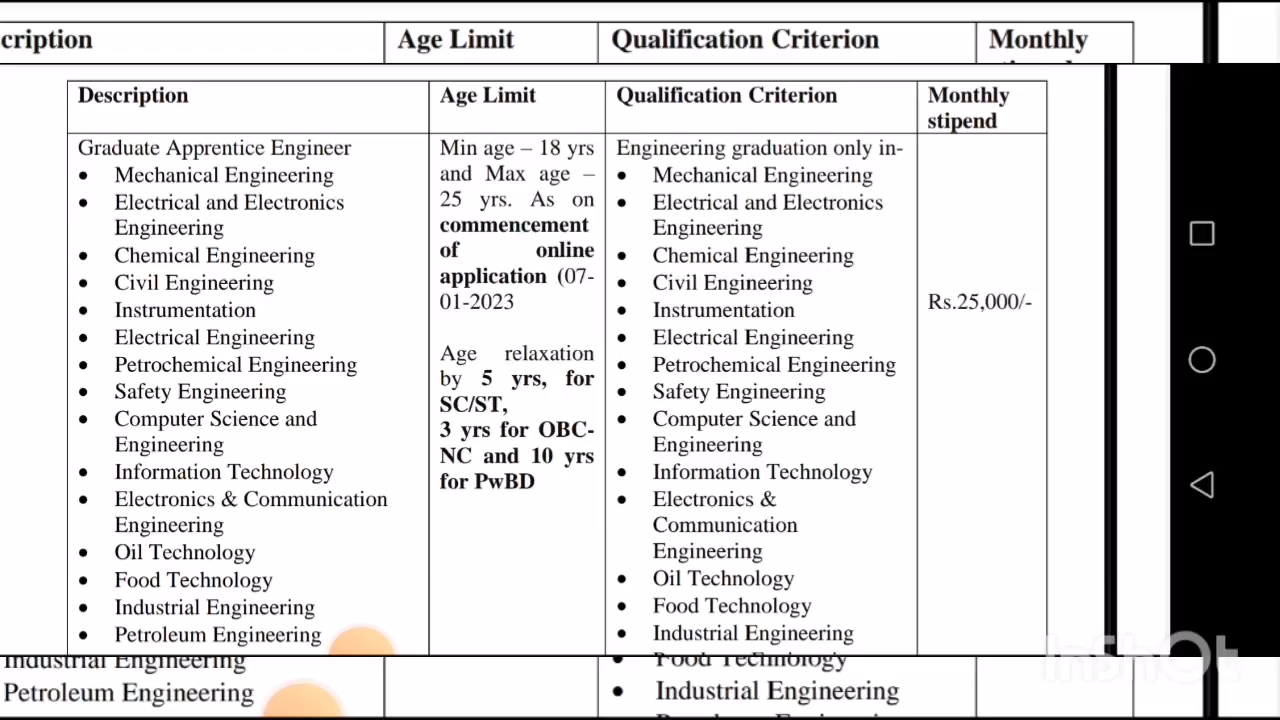 cription Age Limit Qualification Criterion Monthly
Description Age Limit Qualification Criterion Monthly
stipend
Graduate Apprentice Engineer
• Mechanical Engineering
• Electrical and Electronics
Engineering
• Chemical Engineering
• Civil Engineering
• Instrumentation
• Electrical Engineering
• Petrochemical Engineering
• Safety Engineering
• Computer Science and
Engineering
• Information Technology
• Electronics & Communication
Engineering
• Oil Technology
• Food Technology
• Industrial Engineering
• Petroleum Engineering
Min age – 18 yrs
and Max age –
25 yrs. As on
commencement
of online
application (07-
01-2023
Age relaxation
by 5 yrs, for
SC/ST,
3 yrs for OBC-
NC and 10 yrs
for PwBD
Engineering graduation only in-
• Mechanical Engineering
• Electrical and Electronics
Engineering
• Chemical Engineering
• Civil Engineering
• Instrumentation
• Electrical Engineering
• Petrochemical Engineering
• Safety Engineering
• Computer Science and
Engineering
• Information Technology
• Electronics &
Communication
Engineering
• Oil Technology
• Food Technology
• Industrial Engineering
Rs.25,000/-
InShOt
Industrial Engineering
Petroleum Engineering
• Food Technology
• Industrial Engineering